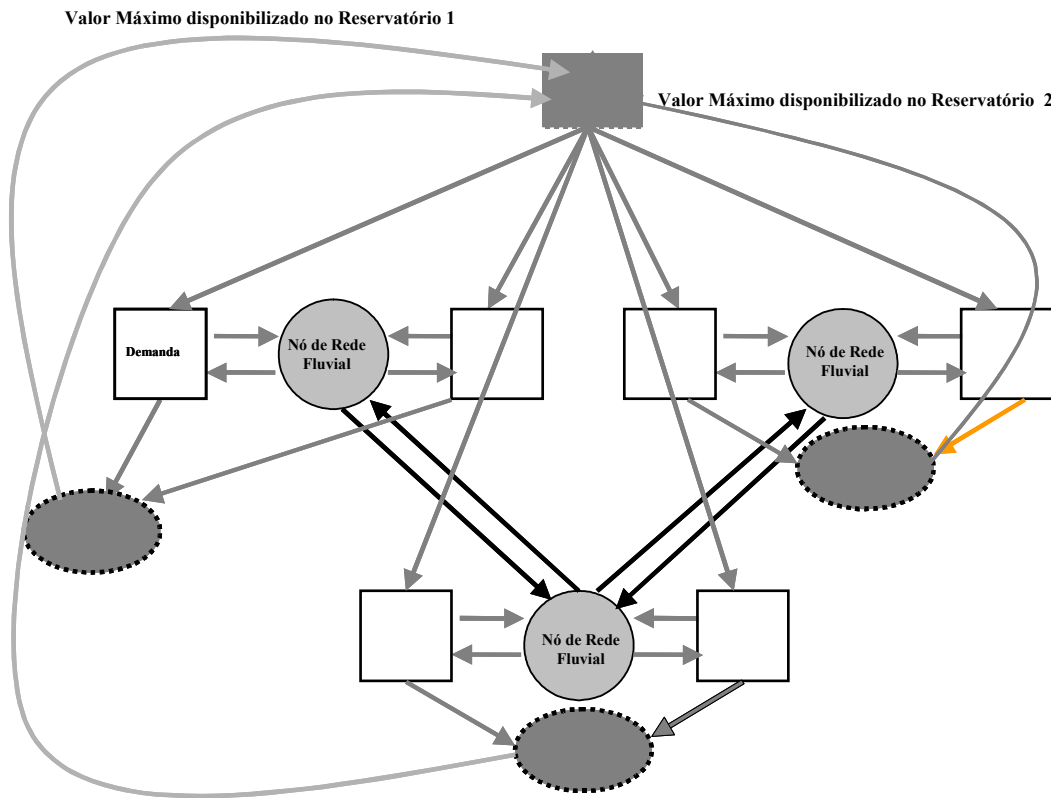 Valor Máximo disponibilizado no Reservatório 1
Valor Máximo disponibilizado no Reservatório 2
Demanda
Nó de Rede
Fluvial
Nó de Rede
Fluvial
Nó de Rede
Fluvial